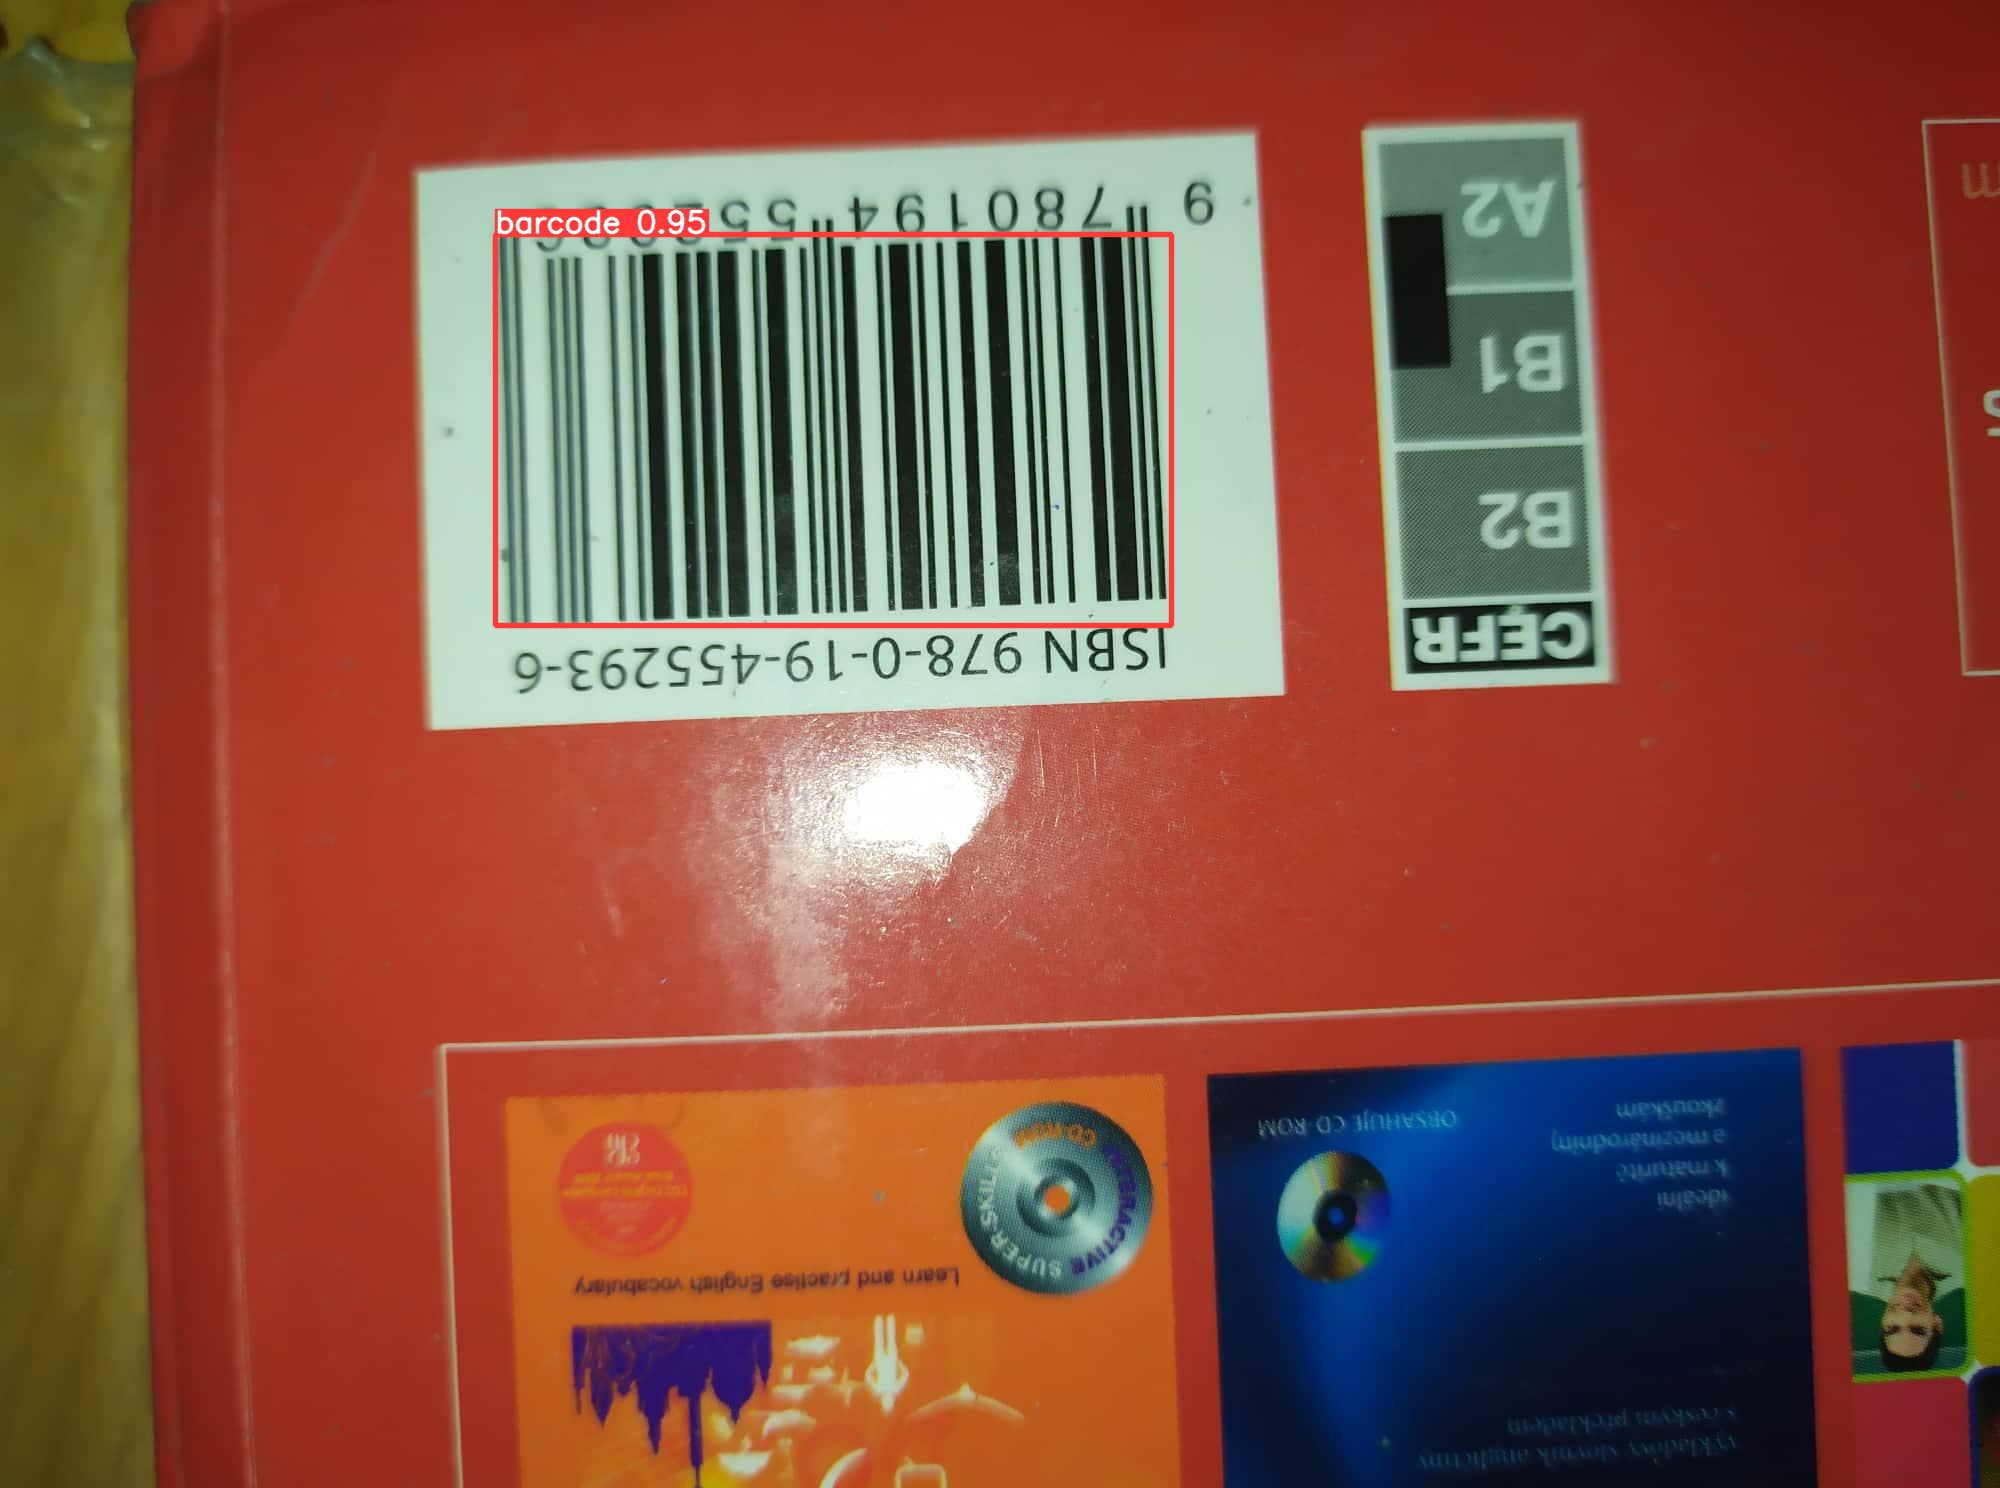 barcode 0.95
ISBN 978-0-19-455293-6
9 780194 552936
CEFR
B2
B1
A2
výkladový slovník angličtiny
s českým překladem
ideální
k maturitě
a mezinárodním
zkouškám
OBSAHUJE CD-ROM
Learn and practise English vocabulary
INTERACTIVE SUPER-SKILLS
CD-ROM